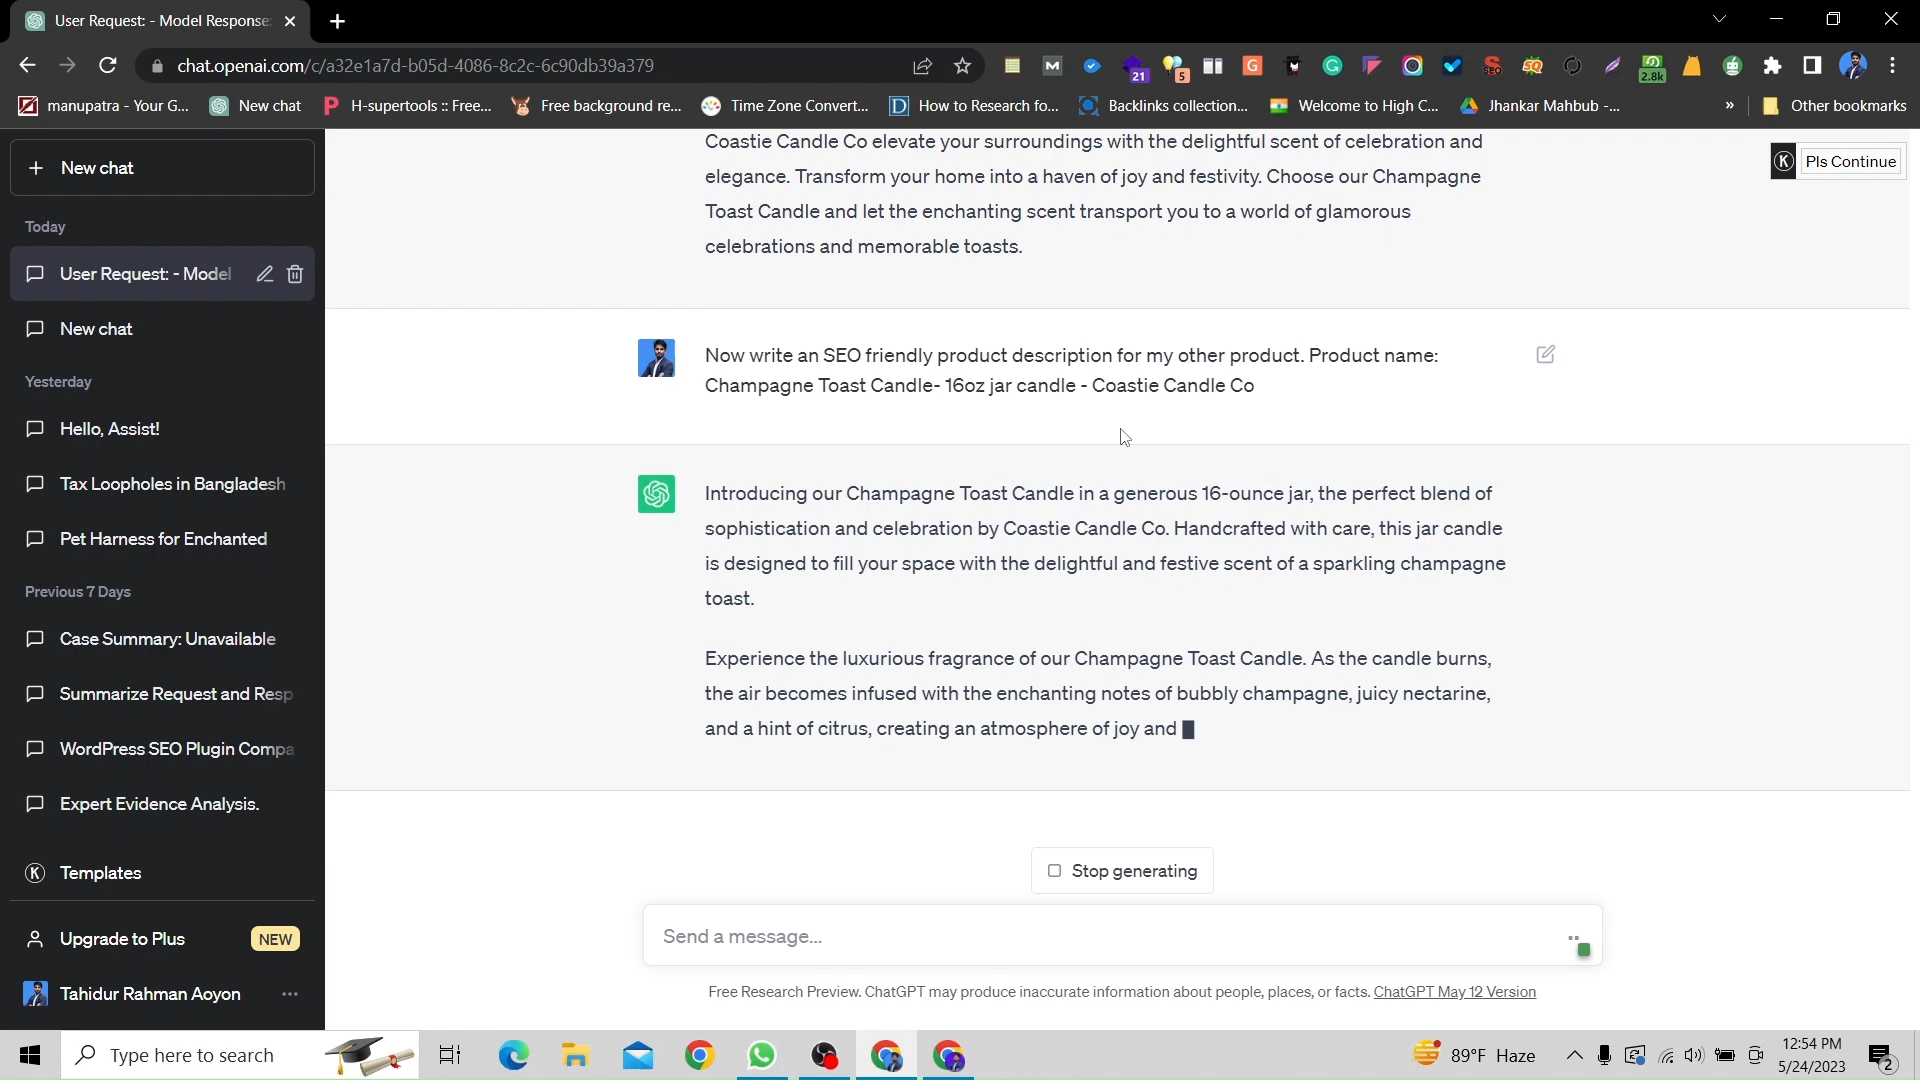 User Request: - Model Response:
chat.openai.com/c/a32e1a7d-b05d-4086-8c2c-6c90db39a379
21
5
2.8k
manupatra - Your G...
New chat
H-supertools :: Free...
Free background re...
Time Zone Convert...
How to Research fo...
Backlinks collection...
Welcome to High C...
Jhankar Mahbub -...
»
Other bookmarks
+ New chat
Today
User Request: - Model
New chat
Yesterday
Hello, Assist!
Tax Loopholes in Bangladesh
Pet Harness for Enchanted
Previous 7 Days
Case Summary: Unavailable
Summarize Request and Resp
WordPress SEO Plugin Compa
Expert Evidence Analysis.
Templates
Upgrade to Plus
NEW
Tahidur Rahman Aoyon
Pls Continue
Coastie Candle Co elevate your surroundings with the delightful scent of celebration and
elegance. Transform your home into a haven of joy and festivity. Choose our Champagne
Toast Candle and let the enchanting scent transport you to a world of glamorous
celebrations and memorable toasts.
Now write an SEO friendly product description for my other product. Product name:
Champagne Toast Candle- 16oz jar candle - Coastie Candle Co
Introducing our Champagne Toast Candle in a generous 16-ounce jar, the perfect blend of
sophistication and celebration by Coastie Candle Co. Handcrafted with care, this jar candle
is designed to fill your space with the delightful and festive scent of a sparkling champagne
toast.
Experience the luxurious fragrance of our Champagne Toast Candle. As the candle burns,
the air becomes infused with the enchanting notes of bubbly champagne, juicy nectarine,
and a hint of citrus, creating an atmosphere of joy and
Stop generating
Send a message...
Free Research Preview. ChatGPT may produce inaccurate information about people, places, or facts. ChatGPT May 12 Version
Type here to search
89°F Haze
12:54 PM
5/24/2023
2